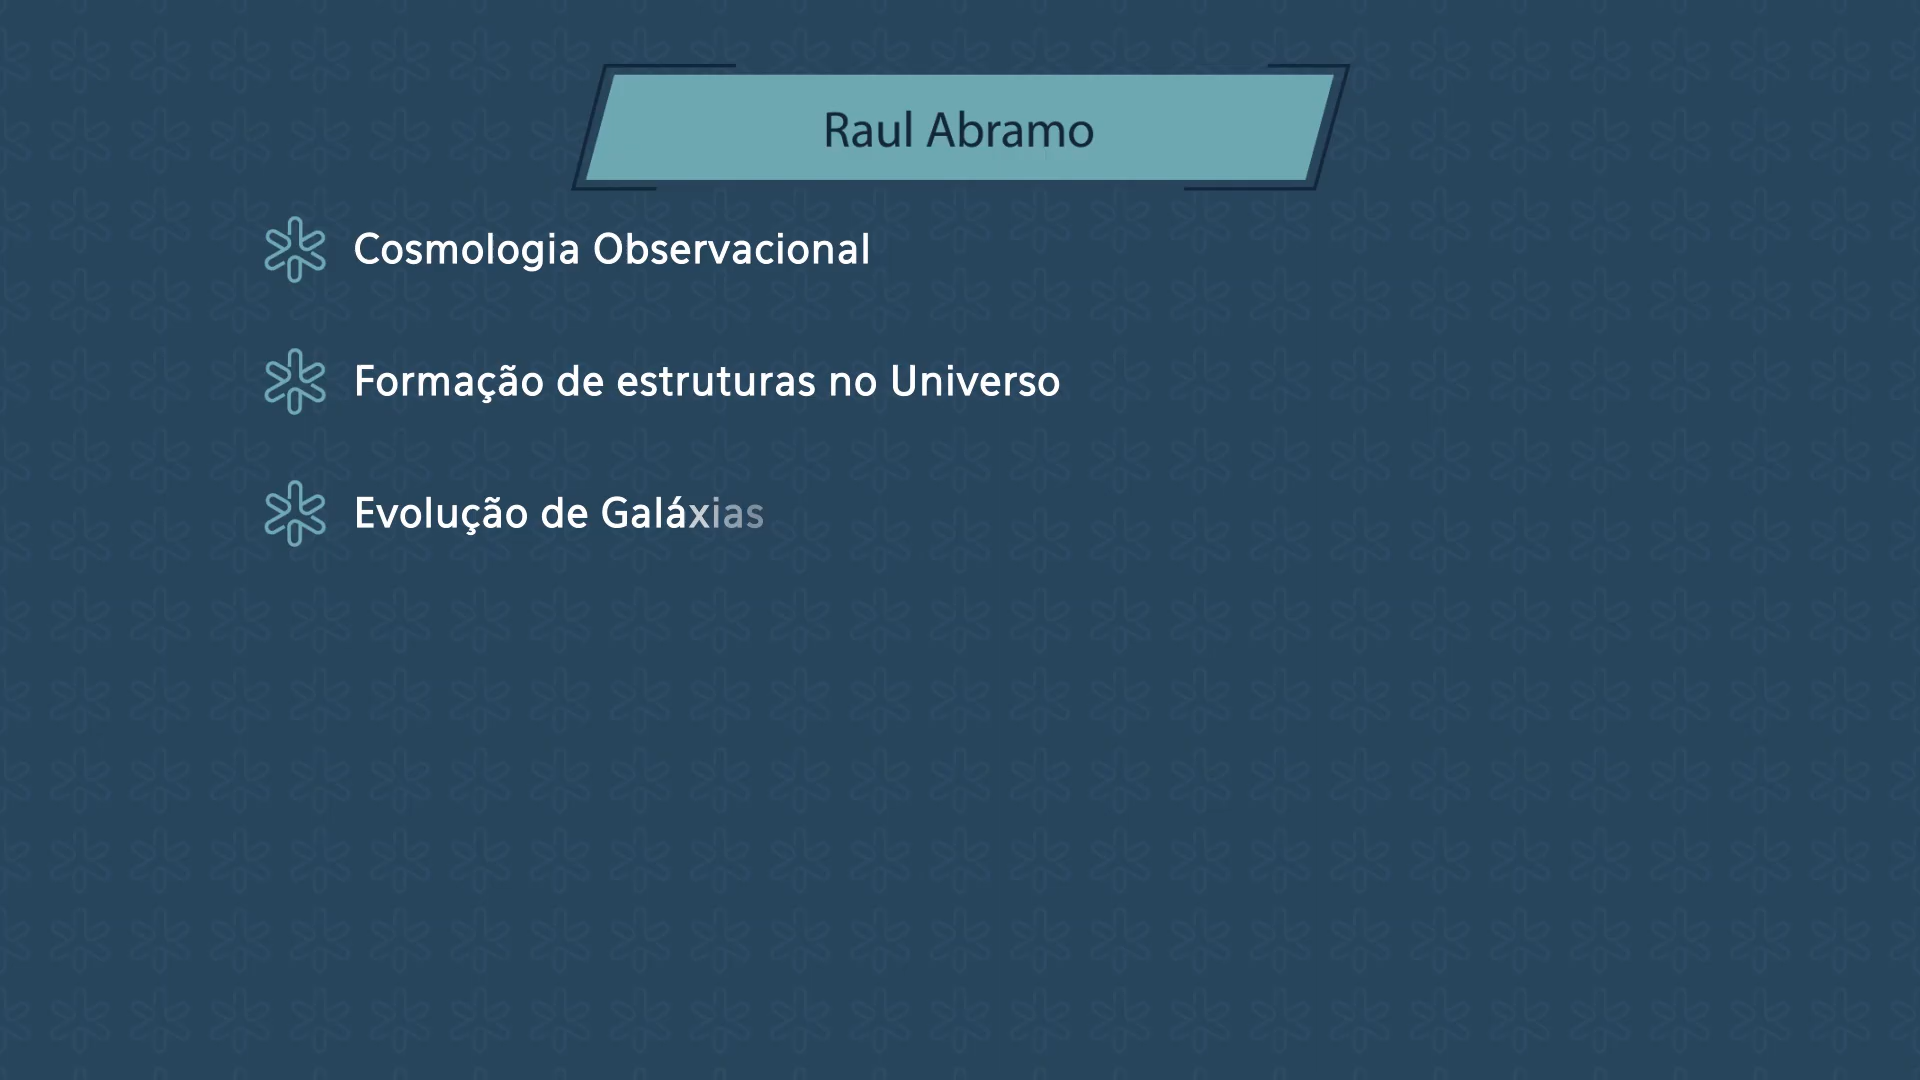 Raul Abramo
Cosmologia Observacional
Formação de estruturas no Universo
Evolução de Galáxias